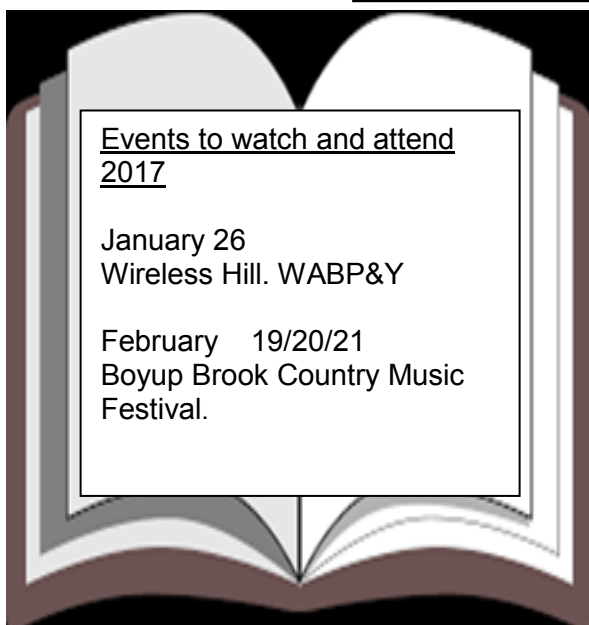 Events to watch and attend
2017
January 26
Wireless Hill. WABP&Y
February    19/20/21
Boyup Brook Country Music
Festival.